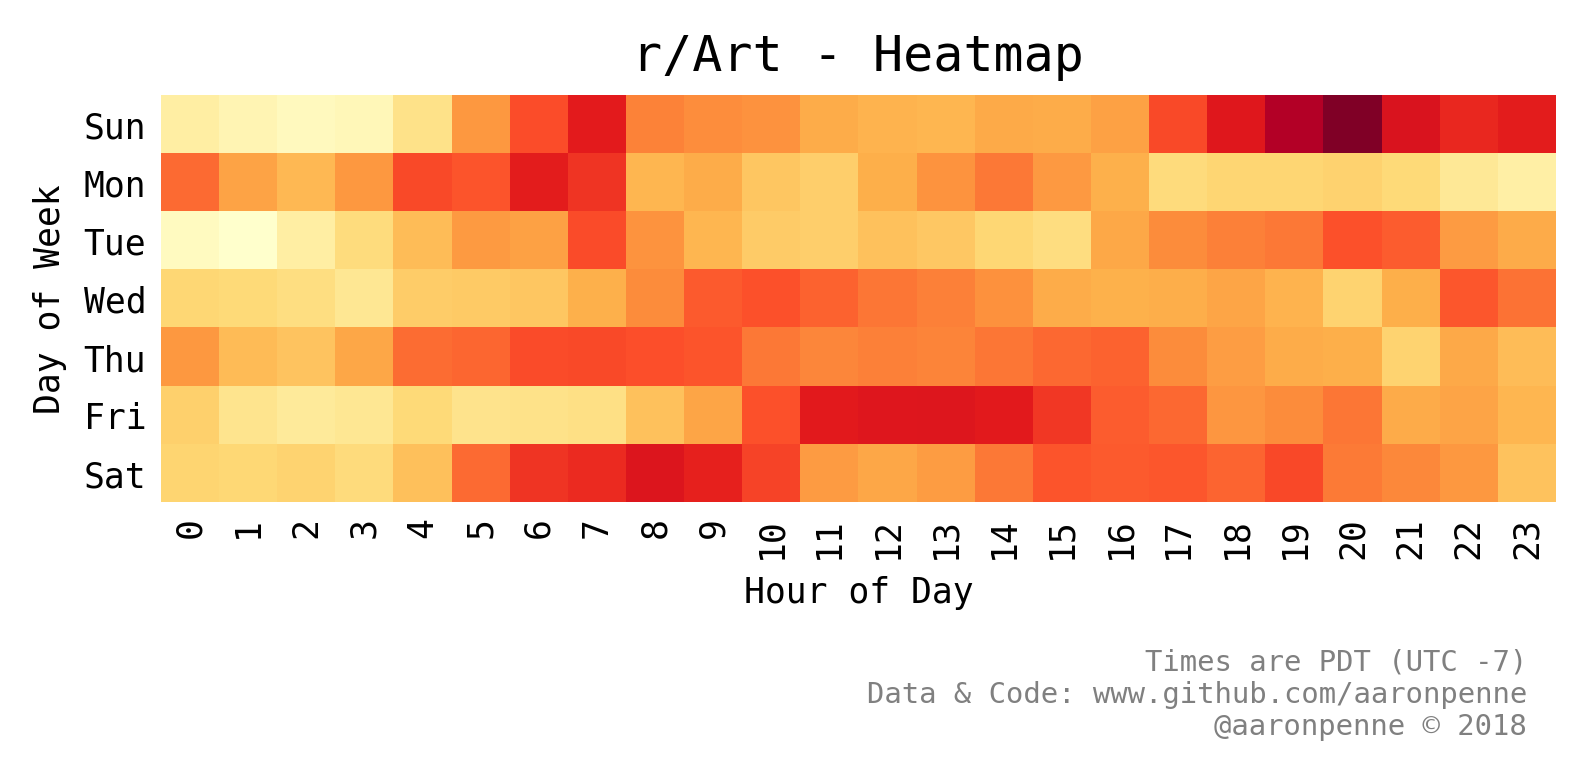 r/Art - Heatmap
Day of Week
Sun
Mon
Tue
Wed
Thu
Fri
Sat
0 1 2 3 4 5 6 7 8 9 10 11 12 13 14 15 16 17 18 19 20 21 22 23
Hour of Day
Times are PDT (UTC -7)
Data & Code: www.github.com/aaronpenne
@aaronpenne © 2018